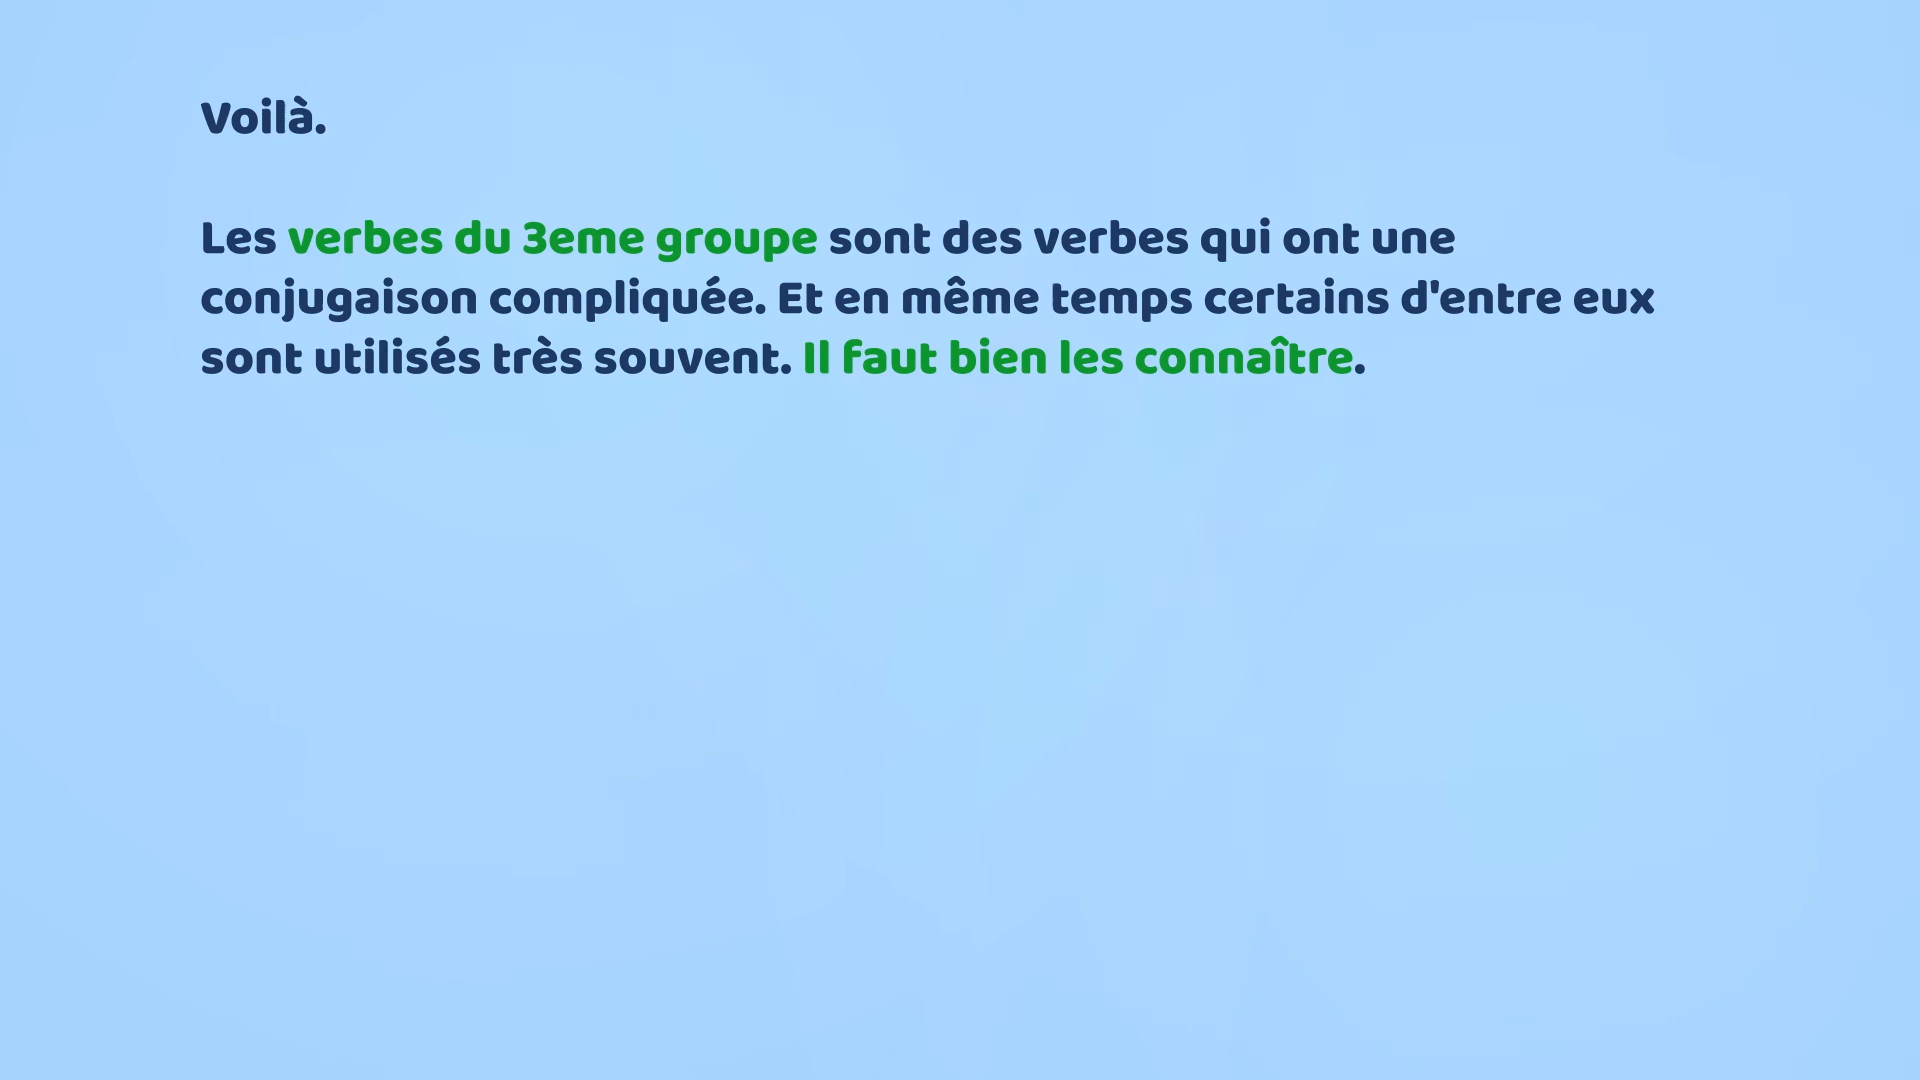 Voilà.
Les verbes du 3eme groupe sont des verbes qui ont une
conjugaison compliquée. Et en même temps certains d'entre eux
sont utilisés très souvent. Il faut bien les connaître.